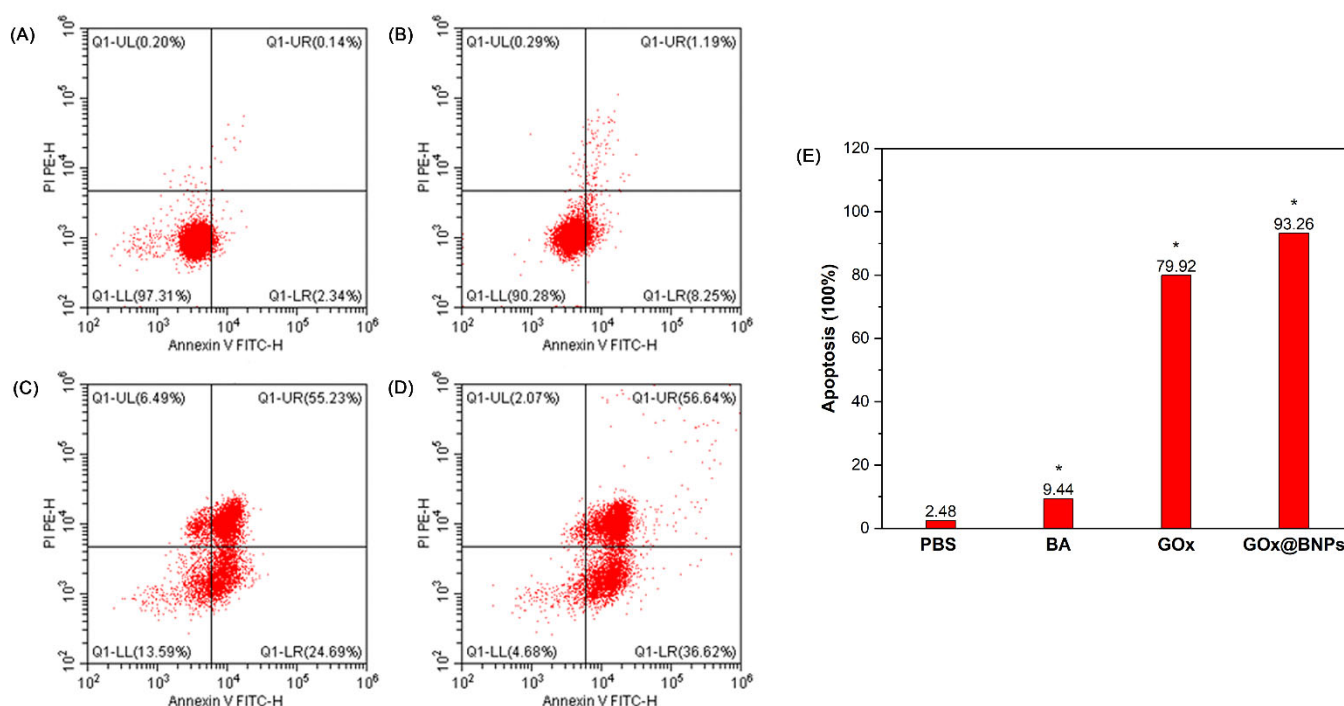 (A)
Q1-UL(0.20%) Q1-UR(0.14%)
Q1-LL(97.31%) Q1-LR(2.34%)
PI PE-H
10^2 10^3 10^4 10^5 10^6
10^2 10^3 10^4 10^5 10^6
Annexin V FITC-H
(B)
Q1-UL(0.29%) Q1-UR(1.19%)
Q1-LL(90.28%) Q1-LR(8.25%)
PI PE-H
10^2 10^3 10^4 10^5 10^6
10^2 10^3 10^4 10^5 10^6
Annexin V FITC-H
(C)
Q1-UL(6.49%) Q1-UR(55.23%)
Q1-LL(13.59%) Q1-LR(24.69%)
PI PE-H
10^2 10^3 10^4 10^5 10^6
10^2 10^3 10^4 10^5 10^6
Annexin V FITC-H
(D)
Q1-UL(2.07%) Q1-UR(56.64%)
Q1-LL(4.68%) Q1-LR(36.62%)
PI PE-H
10^2 10^3 10^4 10^5 10^6
10^2 10^3 10^4 10^5 10^6
Annexin V FITC-H
(E)
Apoptosis (100%)
120
100
80
60
40
20
0
2.48
*
9.44
*
79.92
*
93.26
PBS BA GOx GOx@BNPs